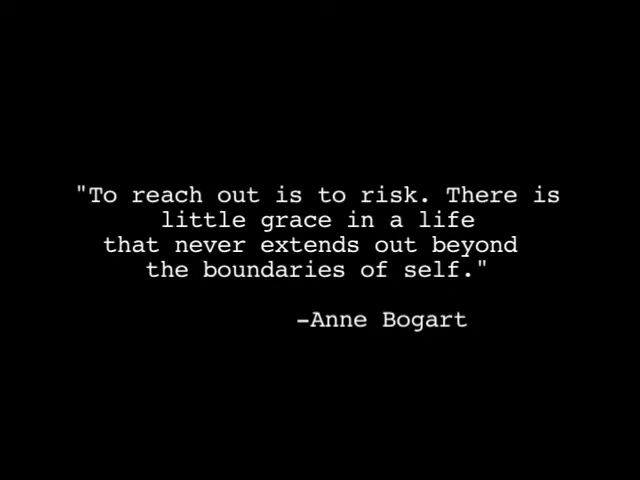 "To reach out is to risk. There is
little grace in a life
that never extends out beyond
the boundaries of self."
-Anne Bogart